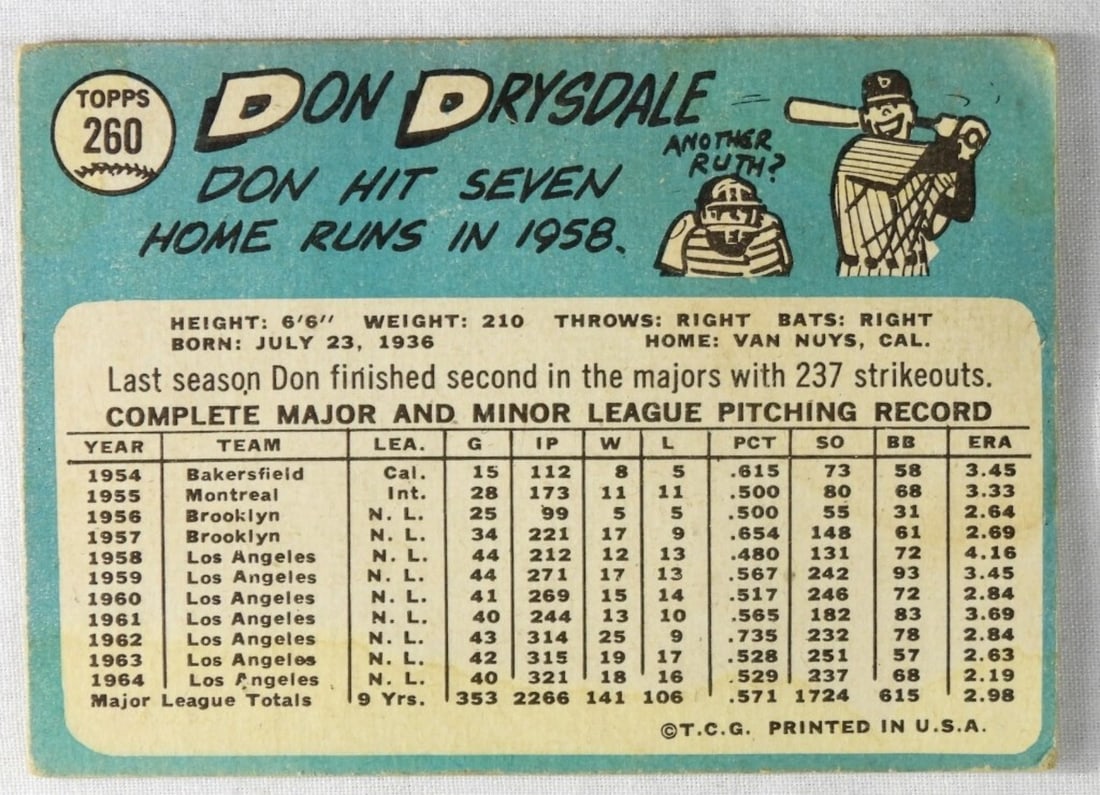 TOPPS
260
DON DRYSDALE
DON HIT SEVEN
HOME RUNS IN 1958.
ANOTHER
RUTH?
HEIGHT: 6'6" WEIGHT: 210 THROWS: RIGHT BATS: RIGHT
BORN: JULY 23, 1936 HOME: VAN NUYS, CAL.
Last season Don finished second in the majors with 237 strikeouts.
COMPLETE MAJOR AND MINOR LEAGUE PITCHING RECORD
YEAR TEAM LEA. G IP W L PCT SO BB ERA
1954 Bakersfield Cal. 15 112 8 5 .615 73 58 3.45
1955 Montreal Int. 28 173 11 11 .500 80 68 3.33
1956 Brooklyn N. L. 25 99 5 5 .500 55 31 2.64
1957 Brooklyn N. L. 34 221 17 9 .654 148 61 2.69
1958 Los Angeles N. L. 44 212 12 13 .480 131 72 4.16
1959 Los Angeles N. L. 44 271 17 13 .567 242 93 3.45
1960 Los Angeles N. L. 41 269 15 14 .517 246 72 2.84
1961 Los Angeles N. L. 40 244 13 10 .565 182 83 3.69
1962 Los Angeles N. L. 43 314 25 9 .735 232 78 2.84
1963 Los Angeles N. L. 42 315 19 17 .528 251 57 2.63
1964 Los Angeles N. L. 40 321 18 16 .529 237 68 2.19
Major League Totals 9 Yrs. 353 2266 141 106 .571 1724 615 2.98
©T.C.G. PRINTED IN U.S.A.